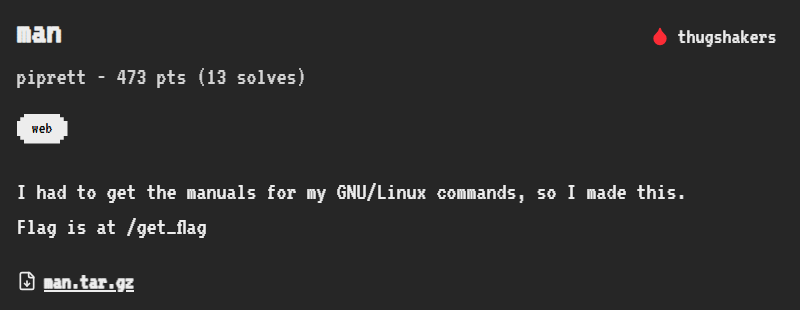 man
thugshakers
piprett - 473 pts (13 solves)
web
I had to get the manuals for my GNU/Linux commands, so I made this.
Flag is at /get_flag
man.tar.gz